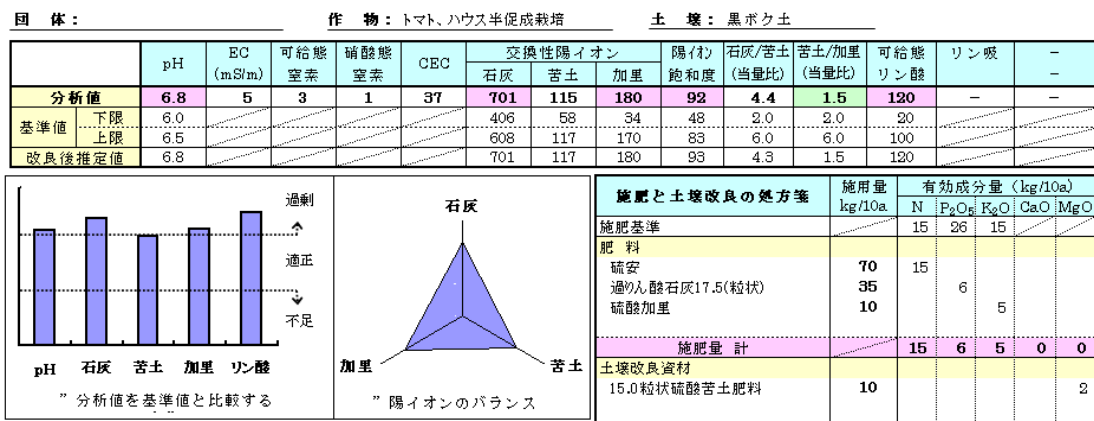 団　体：　作　物：トマト、ハウス半促成栽培　土　壌：黒ボク土
pH　EC (mS/m)　可給態窒素　硝酸態窒素　CEC　交換性陽イオン　石灰　苦土　加里　陽イオン飽和度　石灰/苦土(当量比)　苦土/加里(当量比)　可給態リン酸　リン吸　－ －
分析値　6.8　5　3　1　37　701　115　180　92　4.4　1.5　120　－　－
基準値　下限　6.0　406　58　34　48　2.0　2.0　20
上限　6.5　608　117　170　83　6.0　6.0　100
改良後推定値　6.8　701　117　180　93　4.3　1.5　120
過剰
適正
不足
pH　石灰　苦土　加里　リン酸
”分析値を基準値と比較する
石灰
加里　苦土
”陽イオンのバランス
施肥と土壌改良の処方箋　施用量 kg/10a　有効成分量（kg/10a）
N　P₂O₅　K₂O　CaO　MgO
施肥基準　15　26　15
肥　料
硫安　70　15
過りん酸石灰17.5(粒状)　35　6
硫酸加里　10　5
施肥量 計　15　6　5　0　0
土壌改良資材
15.0粒状硫酸苦土肥料　10　2